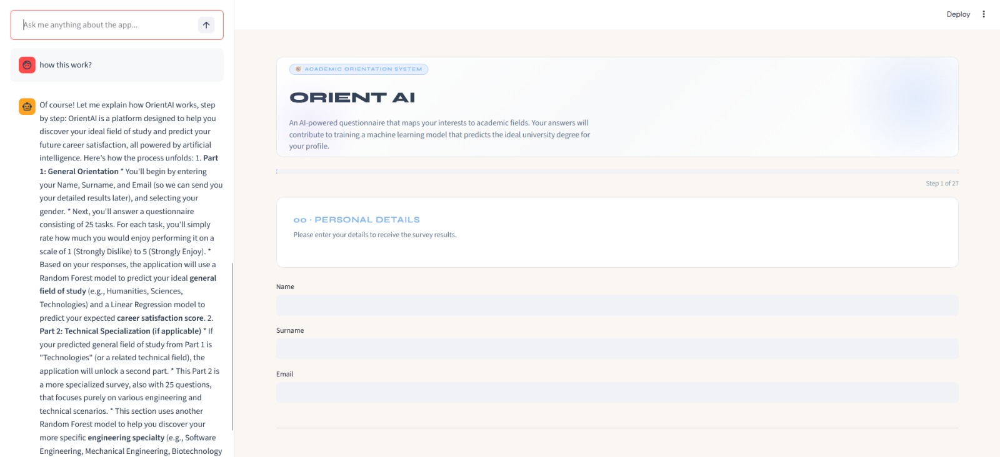 Ask me anything about the app...
how this work?
Of course! Let me explain how OrientAI works, step
by step: OrientAI is a platform designed to help you
discover your ideal field of study and predict your
future career satisfaction, all powered by artificial
intelligence. Here's how the process unfolds: 1. Part
1: General Orientation * You'll begin by entering
your Name, Surname, and Email (so we can send you
your detailed results later), and selecting your
gender. * Next, you'll answer a questionnaire
consisting of 25 tasks. For each task, you'll simply
rate how much you would enjoy performing it on a
scale of 1 (Strongly Dislike) to 5 (Strongly Enjoy). *
Based on your responses, the application will use a
Random Forest model to predict your ideal general
field of study (e.g., Humanities, Sciences,
Technologies) and a Linear Regression model to
predict your expected career satisfaction score. 2.
Part 2: Technical Specialization (if applicable) * If
your predicted general field of study from Part 1 is
"Technologies" (or a related technical field), the
application will unlock a second part. * This Part 2 is
a more specialized survey, also with 25 questions,
that focuses purely on various engineering and
technical scenarios. * This section uses another
Random Forest model to help you discover your
more specific engineering specialty (e.g., Software
Engineering, Mechanical Engineering, Biotechnology
Deploy
ACADEMIC ORIENTATION SYSTEM
ORIENT AI
An AI-powered questionnaire that maps your interests to academic fields. Your answers will
contribute to training a machine learning model that predicts the ideal university degree for
your profile.
Step 1 of 27
00 · PERSONAL DETAILS
Please enter your details to receive the survey results.
Name
Surname
Email